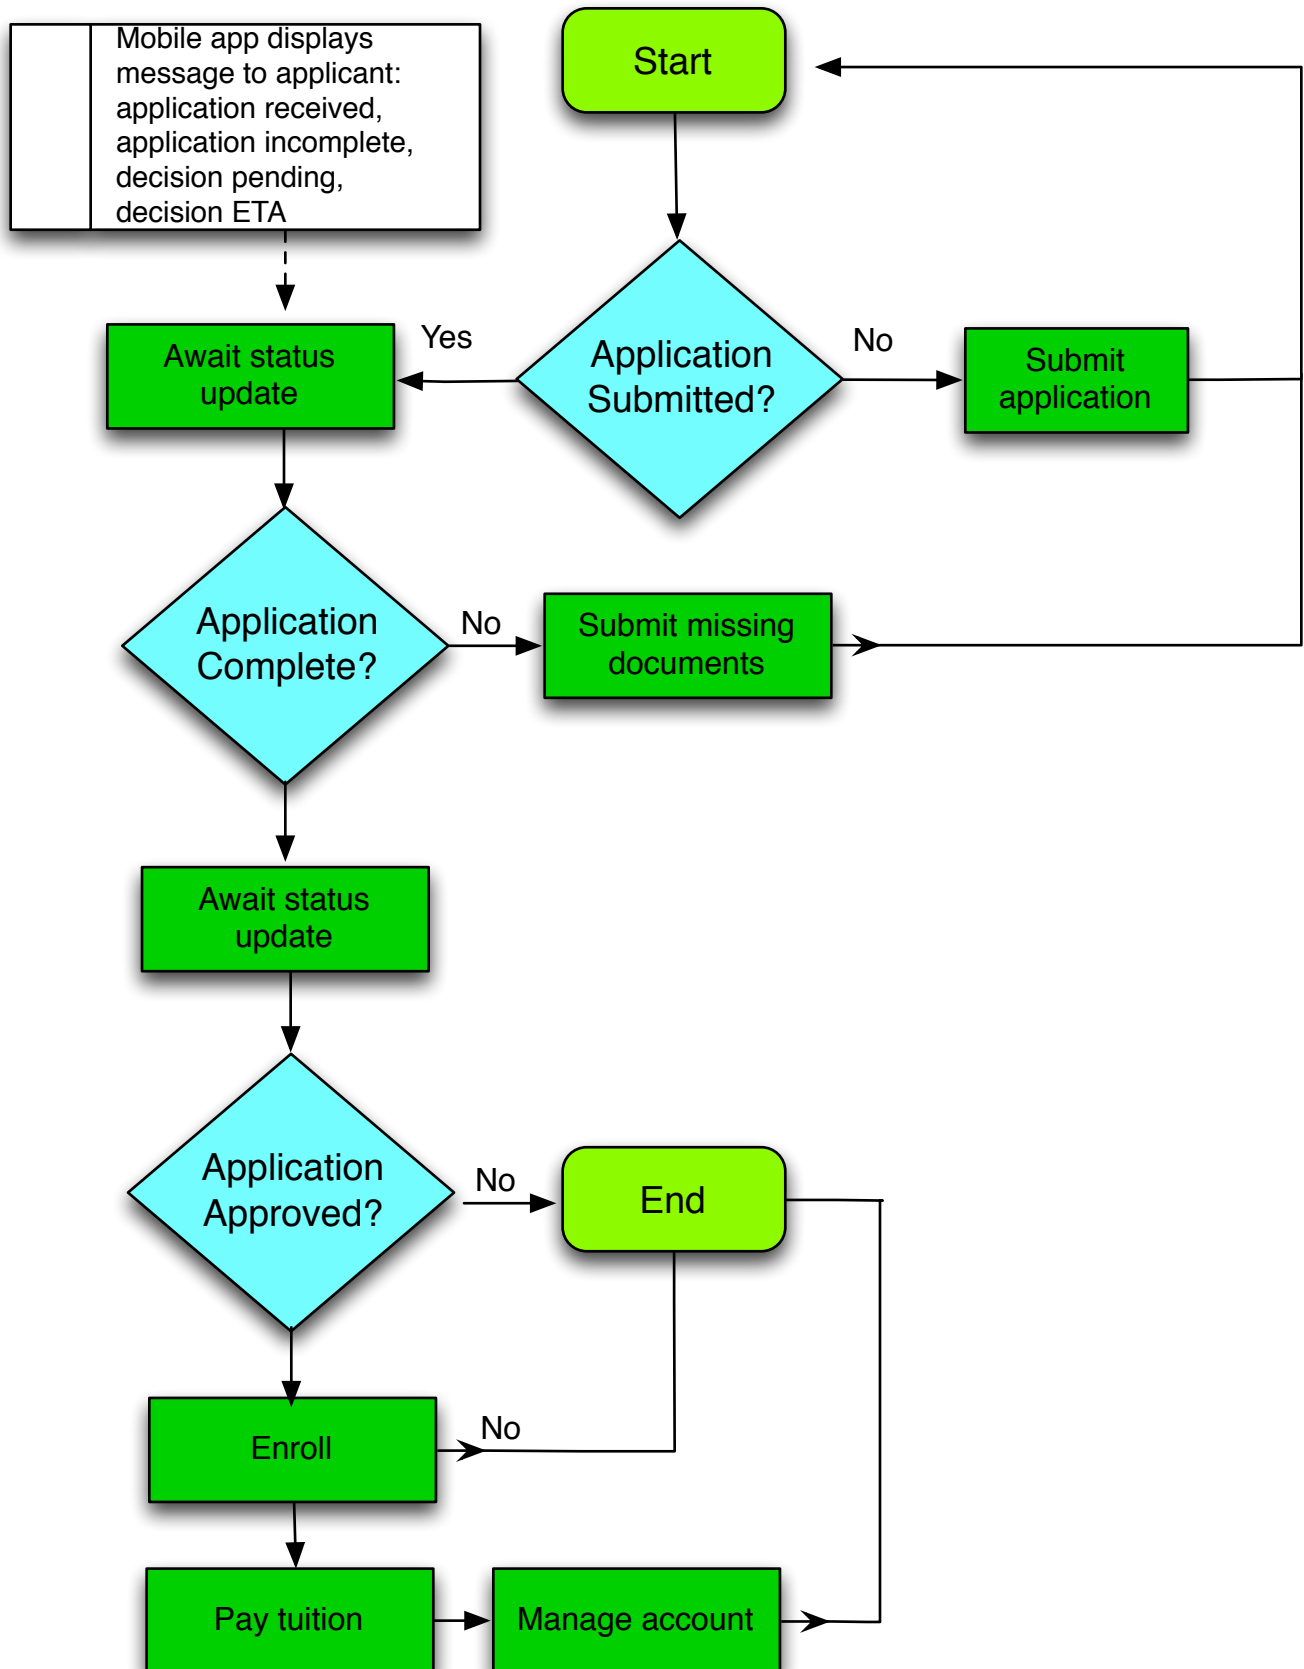 Mobile app displays
message to applicant:
application received,
application incomplete,
decision pending,
decision ETA
Start
Await status
update
Yes
Application
Submitted?
No
Submit
application
Application
Complete?
No
Submit missing
documents
Await status
update
Application
Approved?
No
End
Enroll
No
Pay tuition
Manage account